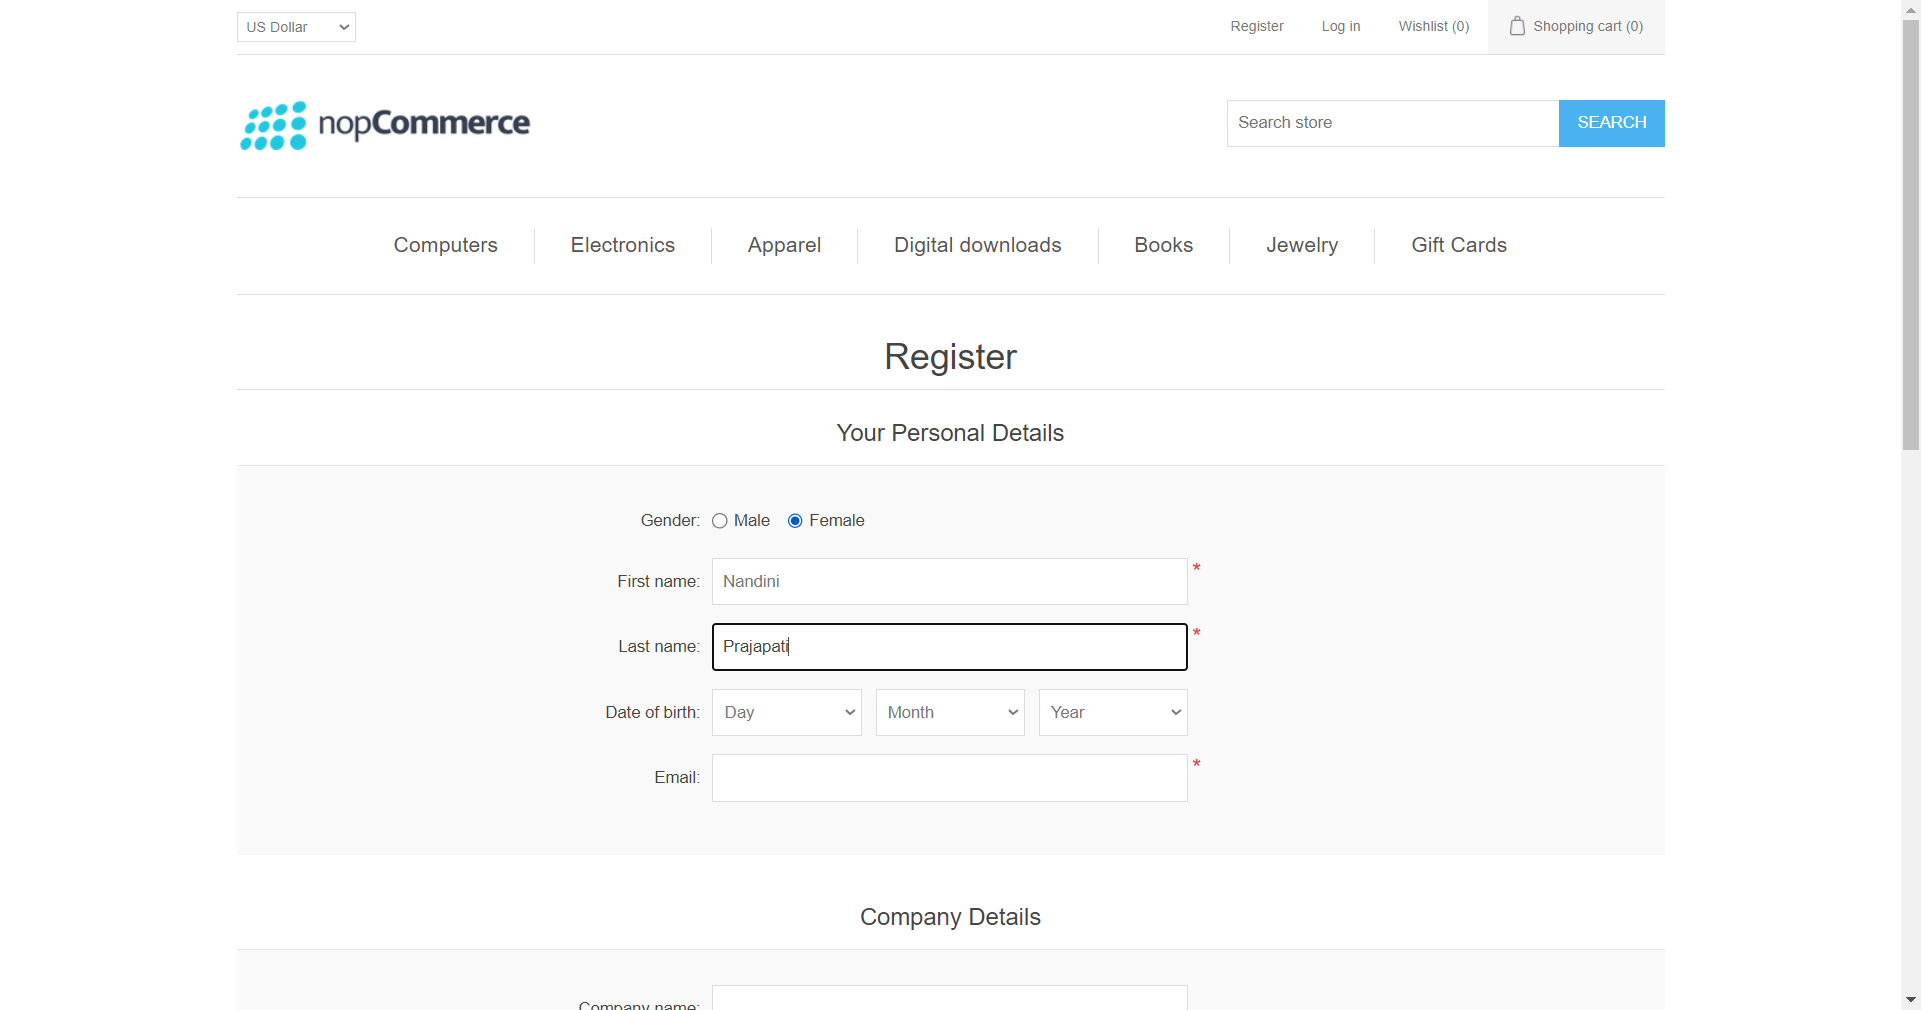 US Dollar
Register Log in Wishlist (0) Shopping cart (0)
nopCommerce
Search store SEARCH
Computers Electronics Apparel Digital downloads Books Jewelry Gift Cards
Register
Your Personal Details
Gender: Male Female
First name: Nandini *
Last name: Prajapati *
Date of birth: Day Month Year
Email: *
Company Details
Company name: